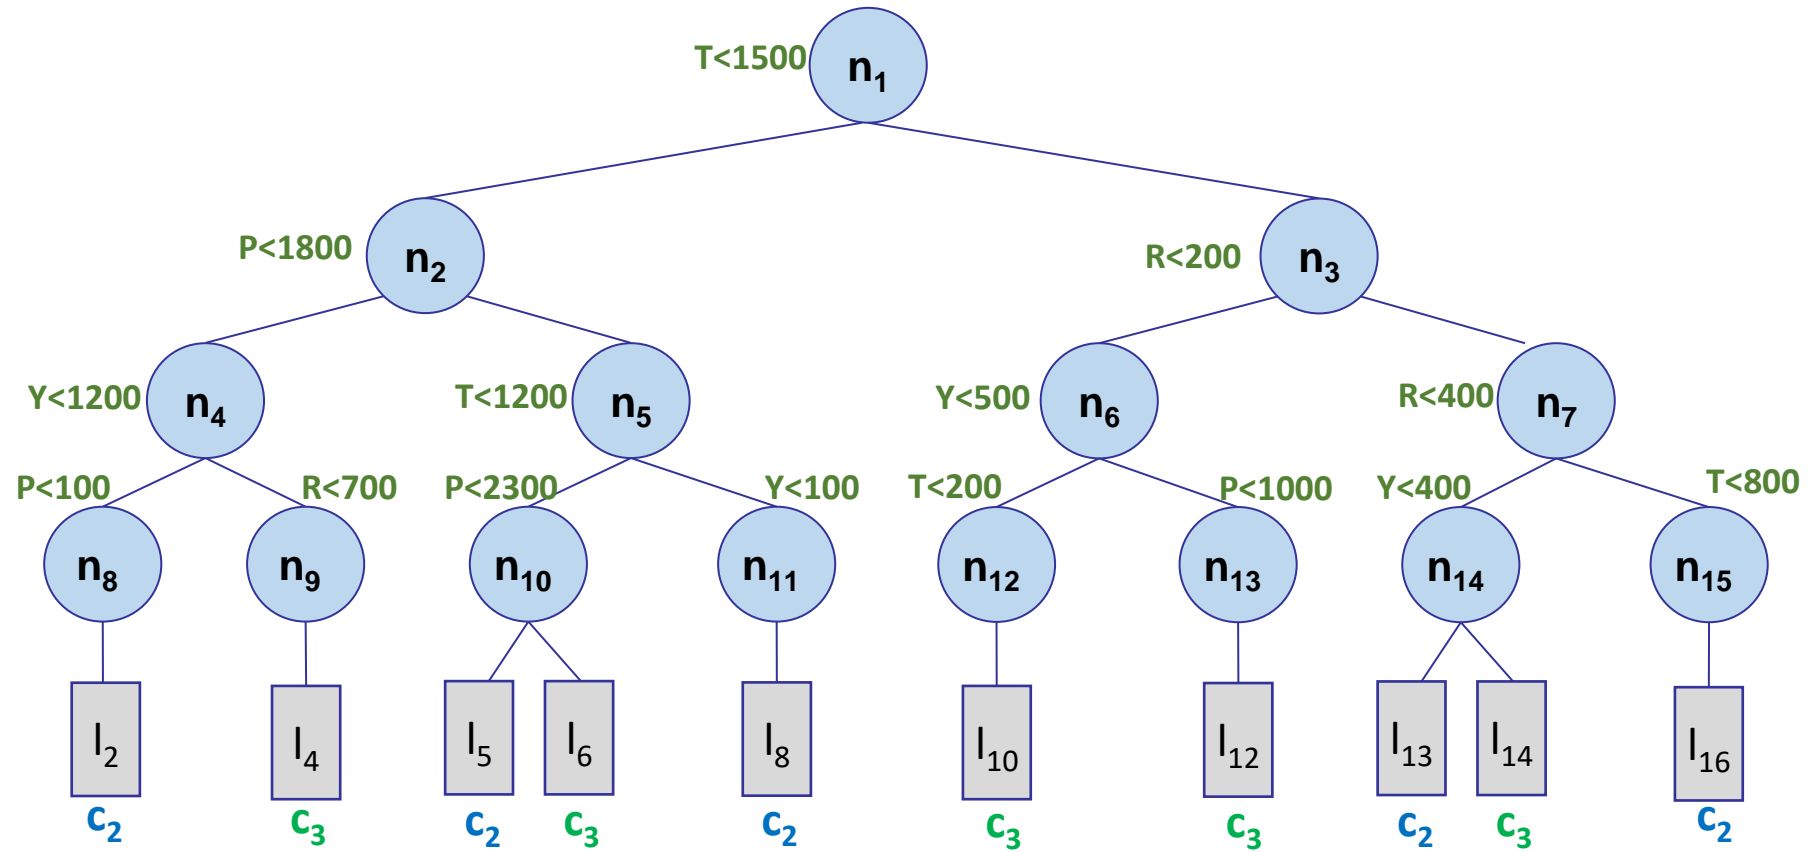 T<1500 n1
P<1800 n2 R<200 n3
Y<1200 n4 T<1200 n5 Y<500 n6 R<400 n7
P<100 R<700 P<2300 Y<100 T<200 P<1000 Y<400 T<800
n8 n9 n10 n11 n12 n13 n14 n15
l2 l4 l5 l6 l8 l10 l12 l13 l14 l16
c2 c3 c2 c3 c2 c3 c3 c2 c3 c2